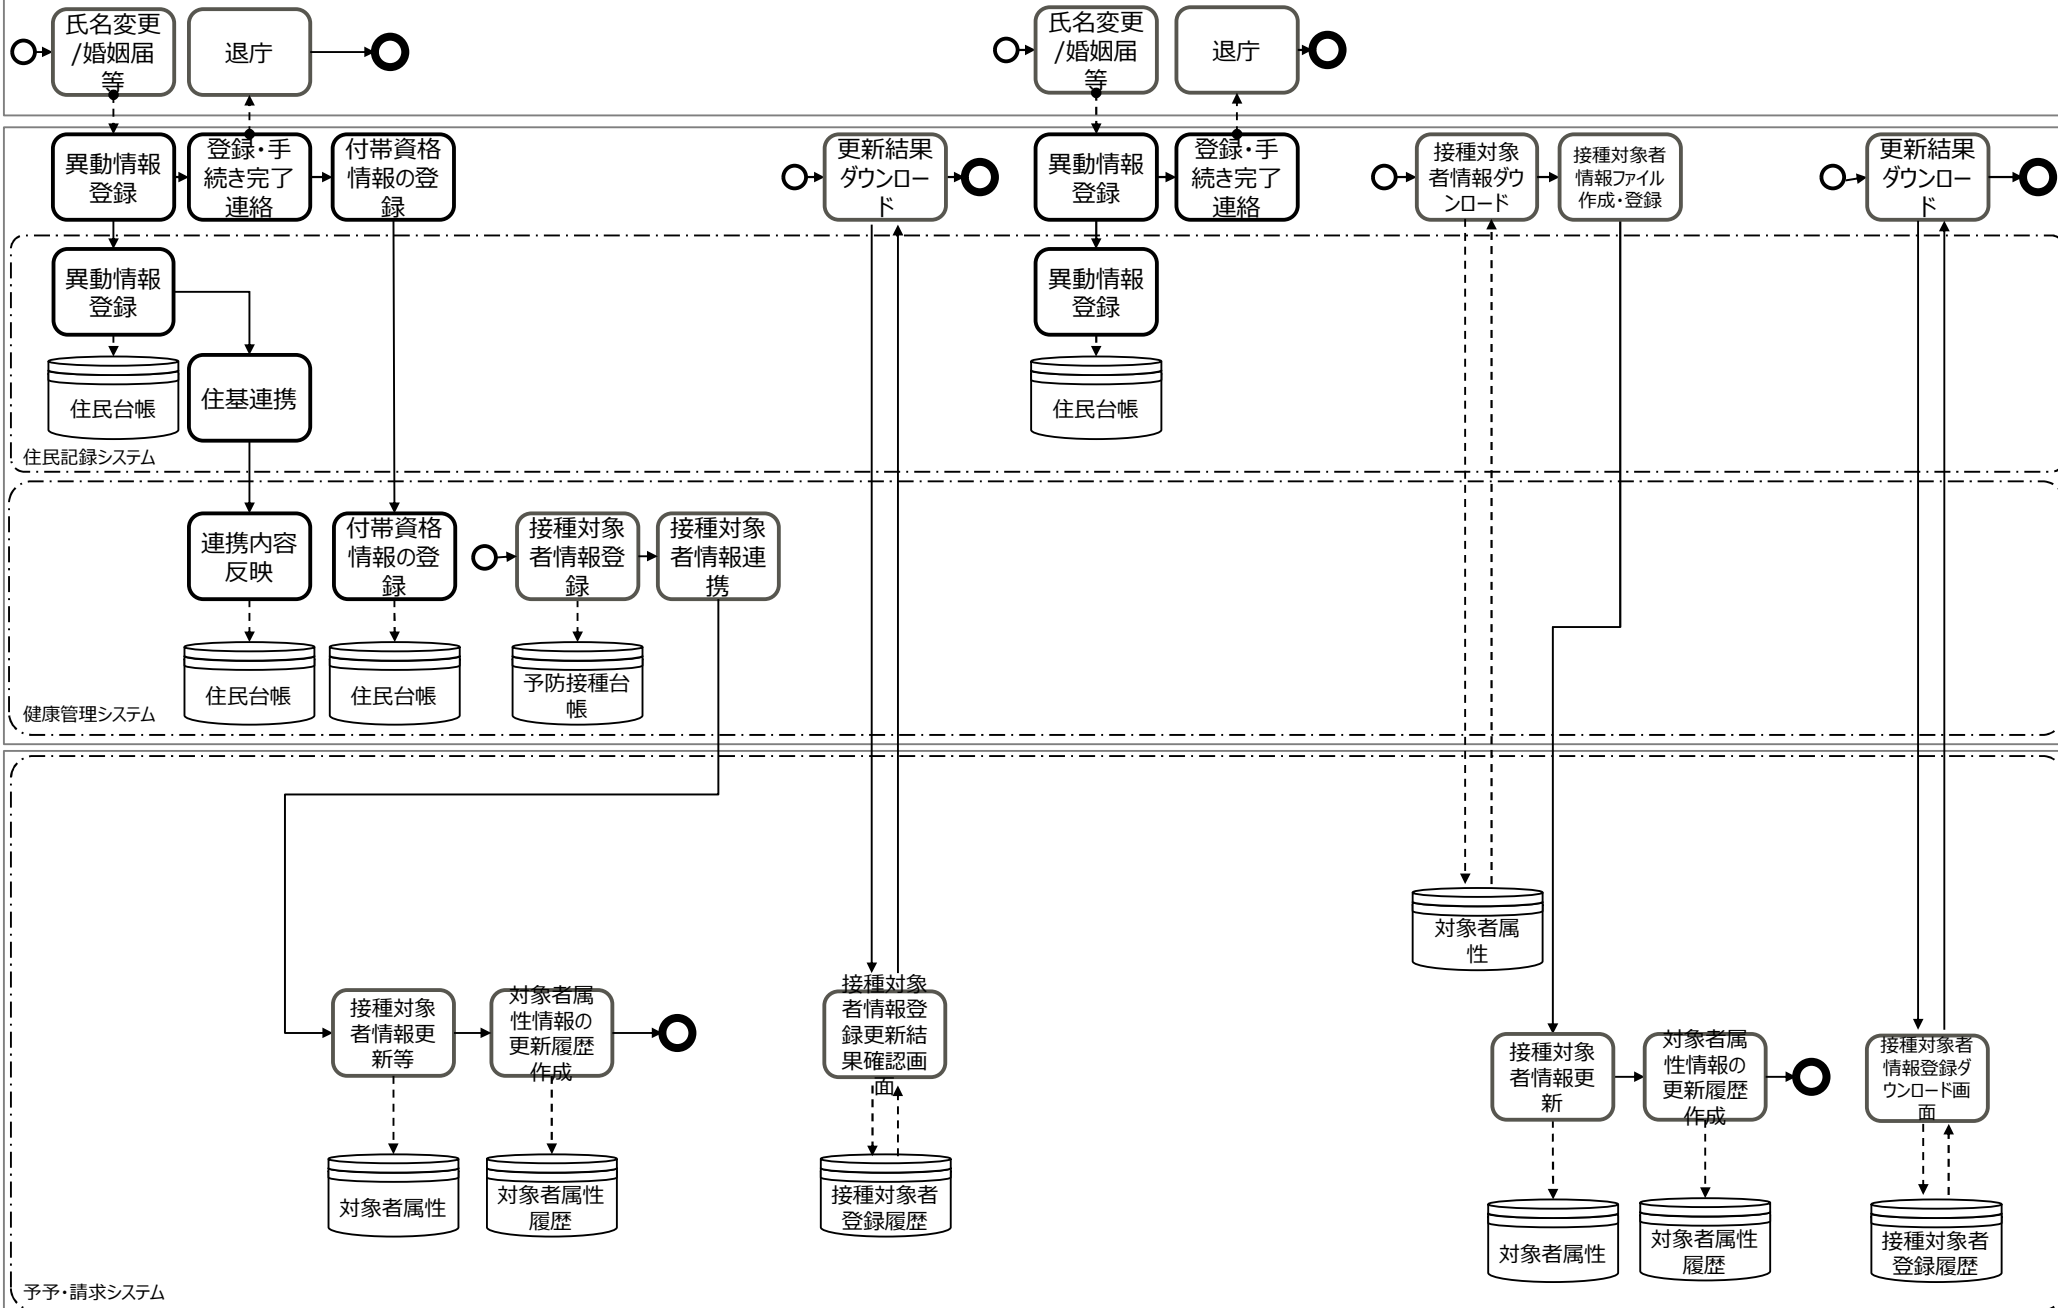 氏名変更
/婚姻届
等
退庁
氏名変更
/婚姻届
等
退庁
異動情報
登録
登録・手
続き完了
連絡
付帯資格
情報の登
録
更新結果
ダウンロー
ド
異動情報
登録
登録・手
続き完了
連絡
接種対象
者情報ダウ
ンロード
接種対象者
情報ファイル
作成・登録
更新結果
ダウンロー
ド
異動情報
登録
住民台帳
住基連携
異動情報
登録
住民台帳
住民記録システム
連携内容
反映
付帯資格
情報の登
録
接種対象
者情報登
録
接種対象
者情報連
携
住民台帳
住民台帳
予防接種台
帳
健康管理システム
対象者属
性
接種対象
者情報更
新等
対象者属
性情報の
更新履歴
作成
接種対象
者情報登
録更新結
果確認画
面
接種対象
者情報更
新
対象者属
性情報の
更新履歴
作成
接種対象者
情報登録ダ
ウンロード画
面
対象者属性
対象者属性
履歴
接種対象者
登録履歴
対象者属性
対象者属性
履歴
接種対象者
登録履歴
予予・請求システム